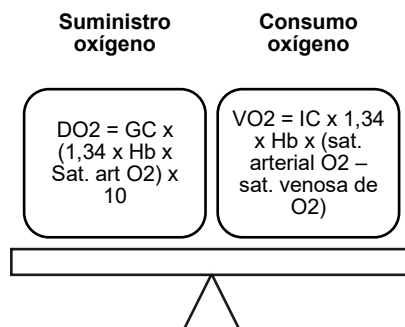 Suministro
oxígeno
Consumo
oxígeno
DO2 = GC x
(1,34 x Hb x
Sat. art O2) x
10
VO2 = IC x 1,34
x Hb x (sat.
arterial O2 –
sat. venosa de
O2)